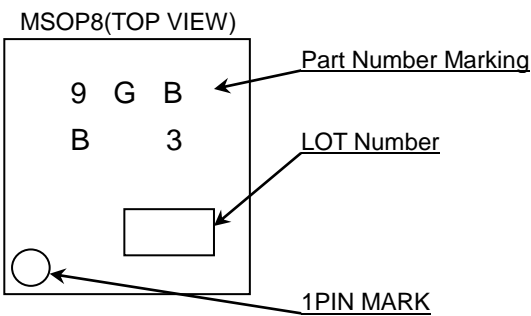 MSOP8(TOP VIEW)
Part Number Marking
9 G B
B 3
LOT Number
1PIN MARK